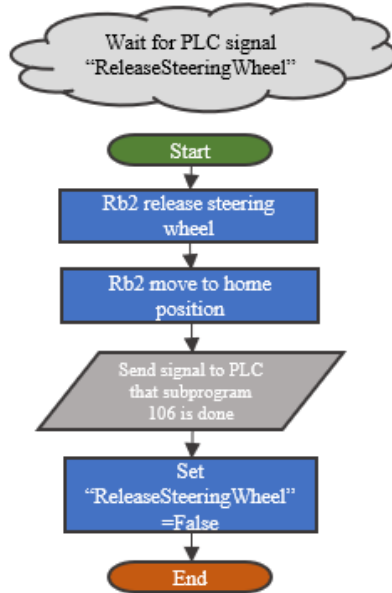 Wait for PLC signal
“ReleaseSteeringWheel”
Start
Rb2 release steering
wheel
Rb2 move to home
position
Send signal to PLC
that subprogram
106 is done
Set
“ReleaseSteeringWheel”
=False
End